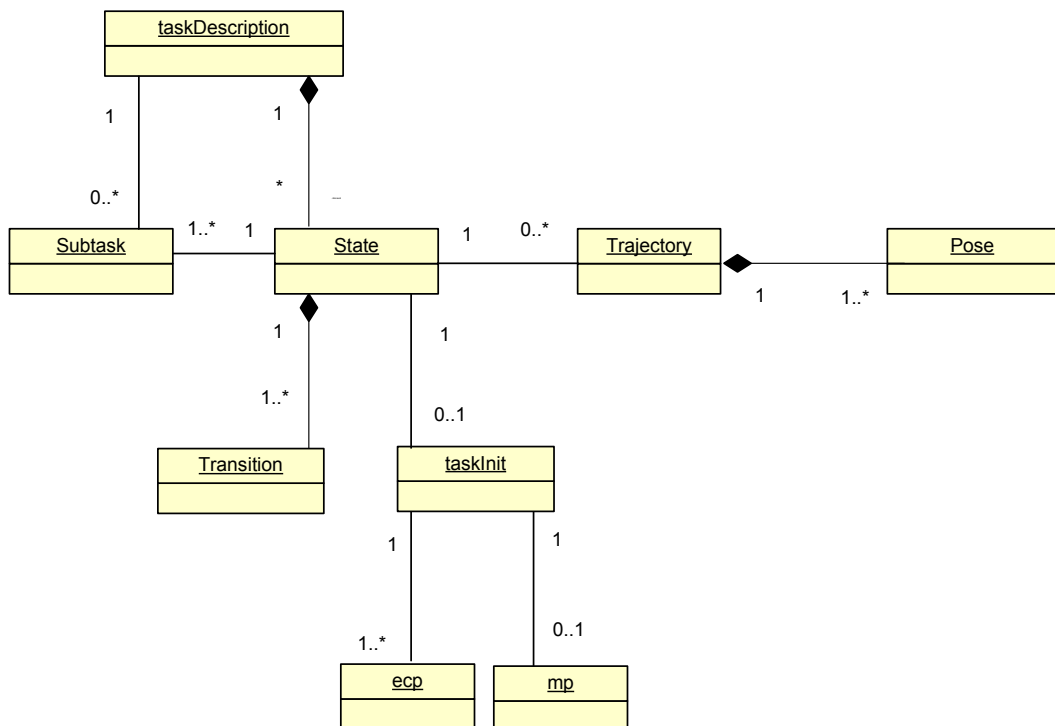 taskDescription
1
1
0..*
*
1..*
1
Subtask
State
1
0..*
Trajectory
Pose
1
1..*
1
1
1..*
0..1
Transition
taskInit
1
1
1..*
0..1
ecp
mp